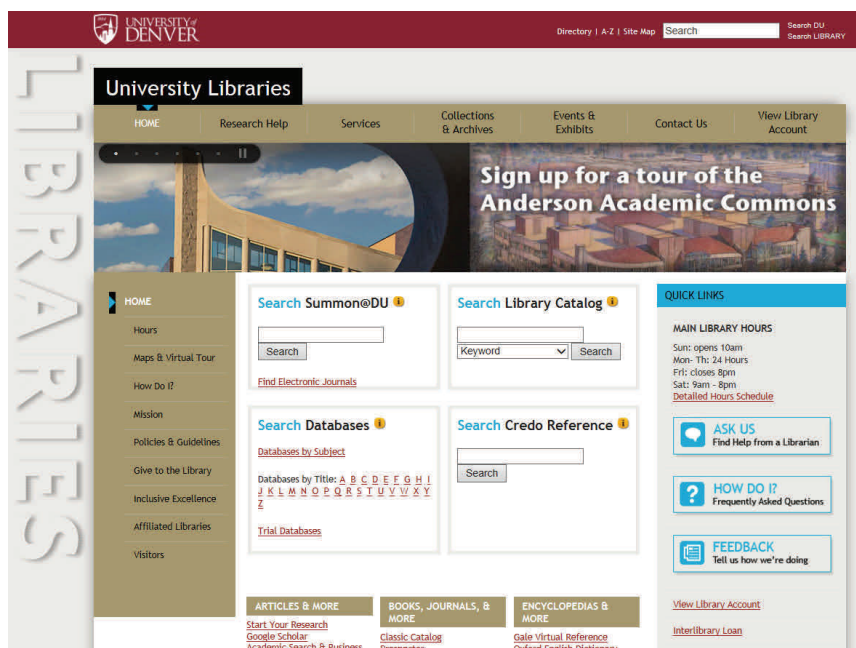 UNIVERSITY of
DENVER
Directory | A-Z | Site Map
Search
Search DU
Search LIBRARY
LIBRARIES
University Libraries
HOME
Research Help
Services
Collections
& Archives
Events &
Exhibits
Contact Us
View Library
Account
Sign up for a tour of the
Anderson Academic Commons
HOME
Hours
Maps & Virtual Tour
How Do I?
Mission
Policies & Guidelines
Give to the Library
Inclusive Excellence
Affiliated Libraries
Visitors
Search Summon@DU
Search
Find Electronic Journals
Search Library Catalog
Keyword
Search
Search Databases
Databases by Subject
Databases by Title: A B C D E F G H I
J K L M N O P Q R S T U V W X Y
Z
Trial Databases
Search Credo Reference
Search
ARTICLES & MORE
Start Your Research
Google Scholar
Academic Search & Business
BOOKS, JOURNALS, &
MORE
Classic Catalog
Prospector
ENCYCLOPEDIAS &
MORE
Gale Virtual Reference
Oxford English Dictionary
QUICK LINKS
MAIN LIBRARY HOURS
Sun: opens 10am
Mon- Th: 24 Hours
Fri: closes 8pm
Sat: 9am - 8pm
Detailed Hours Schedule
ASK US
Find Help from a Librarian
HOW DO I?
Frequently Asked Questions
FEEDBACK
Tell us how we're doing
View Library Account
Interlibrary Loan